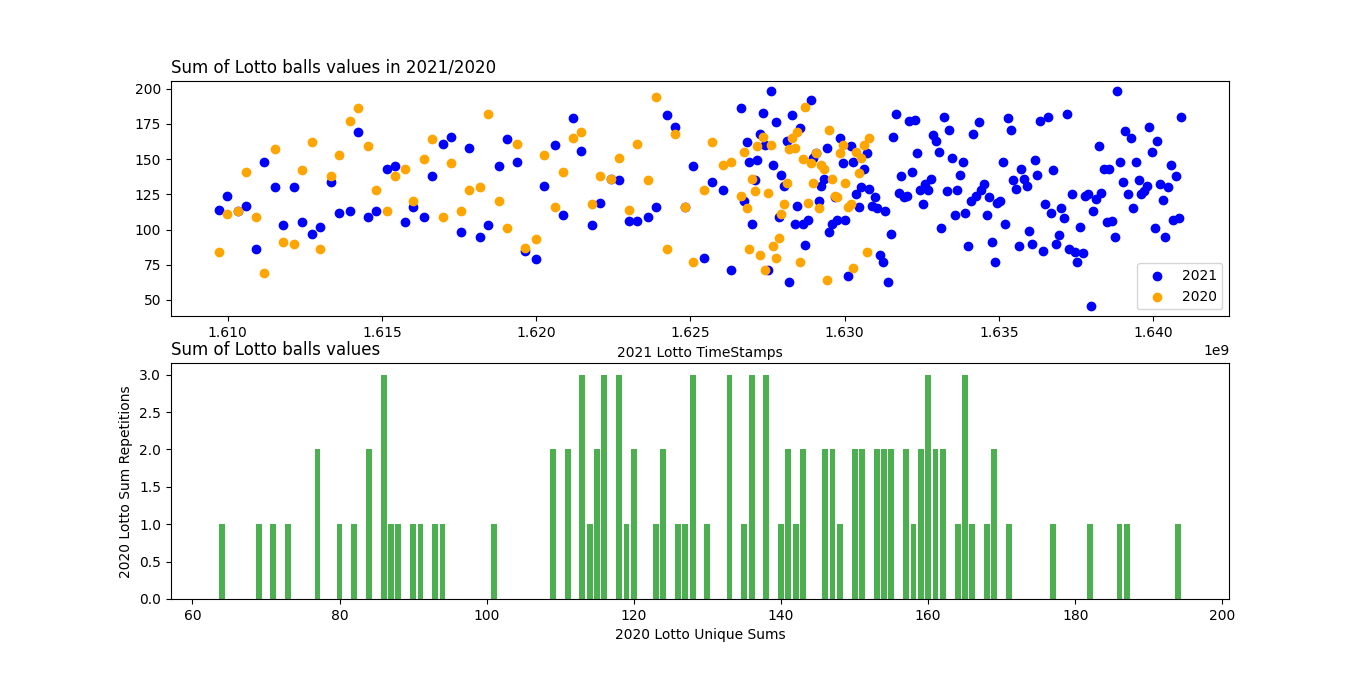 Sum of Lotto balls values in 2021/2020
200
175
150
125
100
75
50
2021
2020
1.610 1.615 1.620 1.625 1.630 1.635 1.640
1e9
2021 Lotto TimeStamps
Sum of Lotto balls values
2020 Lotto Sum Repetitions
3.0
2.5
2.0
1.5
1.0
0.5
0.0
60 80 100 120 140 160 180 200
2020 Lotto Unique Sums